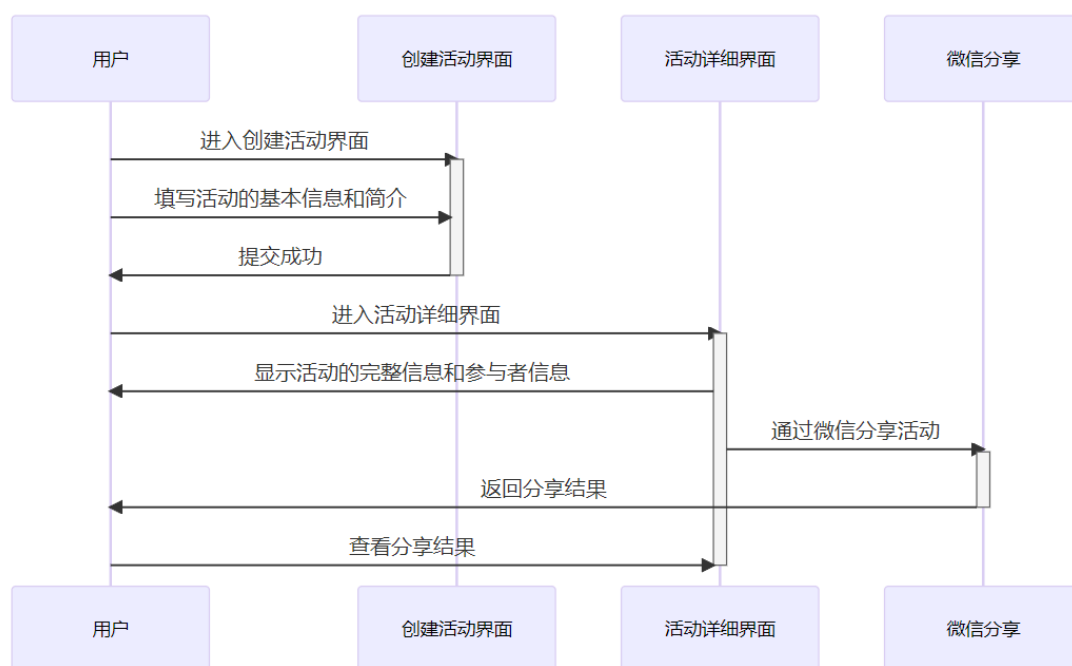 用户
创建活动界面
活动详细界面
微信分享
进入创建活动界面
填写活动的基本信息和简介
提交成功
进入活动详细界面
显示活动的完整信息和参与者信息
通过微信分享活动
返回分享结果
查看分享结果
用户
创建活动界面
活动详细界面
微信分享